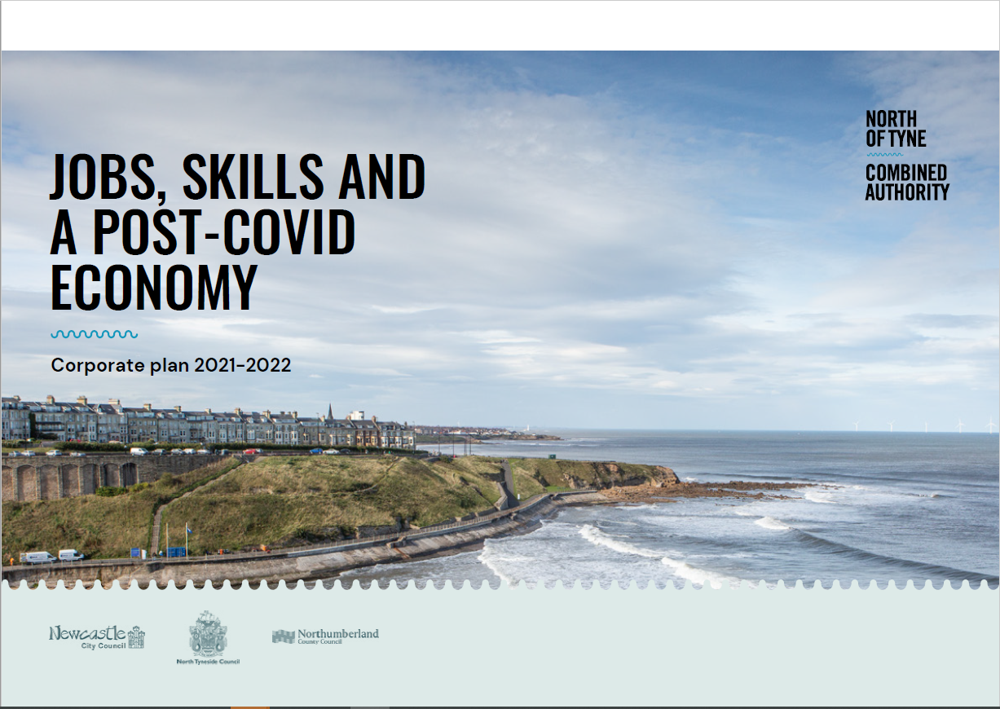 JOBS, SKILLS AND
A POST-COVID
ECONOMY
Corporate plan 2021-2022
NORTH
OF TYNE
COMBINED
AUTHORITY
Newcastle
City Council
North Tyneside Council
Northumberland
County Council